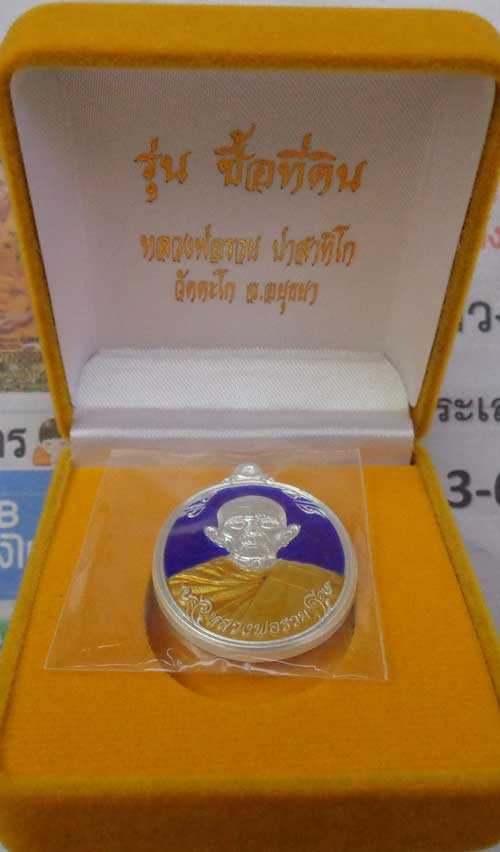 รุ่น ซื้อที่ดิน
หลวงพ่อรวย ปาสาทิโก
วัดตะโก จ.อยุธยา
หลวงพ่อรวย